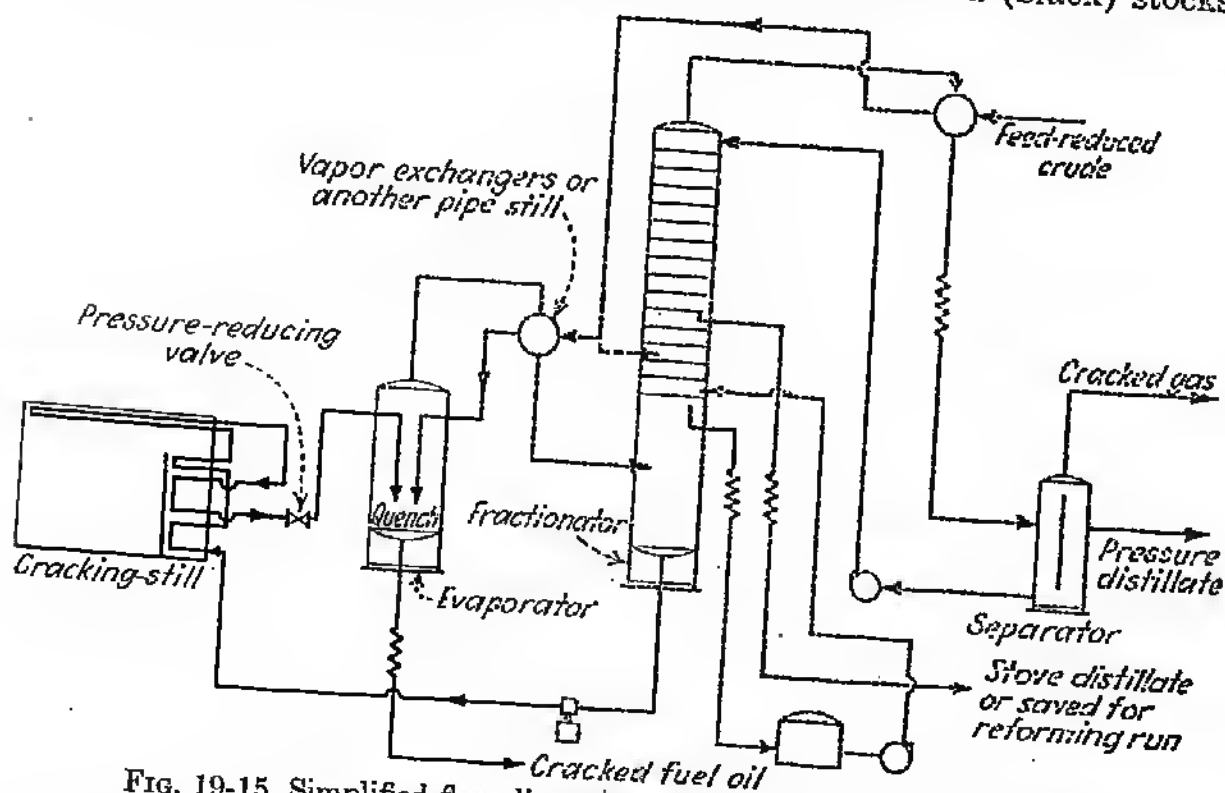 (black) stocks
Feed-reduced
crude
Vapor exchangers or
another pipe still
Pressure-reducing
valve
Cracked gas
Quench
Fractionator
Cracking-still
Evaporator
Pressure
distillate
Separator
Stove distillate
or saved for
reforming run
Cracked fuel oil
FIG. 19-15. Simplified